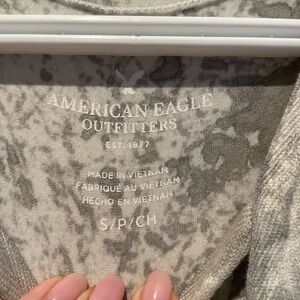 AMERICAN EAGLE
OUTFITTERS
EST. 1977
MADE IN VIETNAM
FABRIQUÉ AU VIETNAM
HECHO EN VIETNAM
S/P/CH